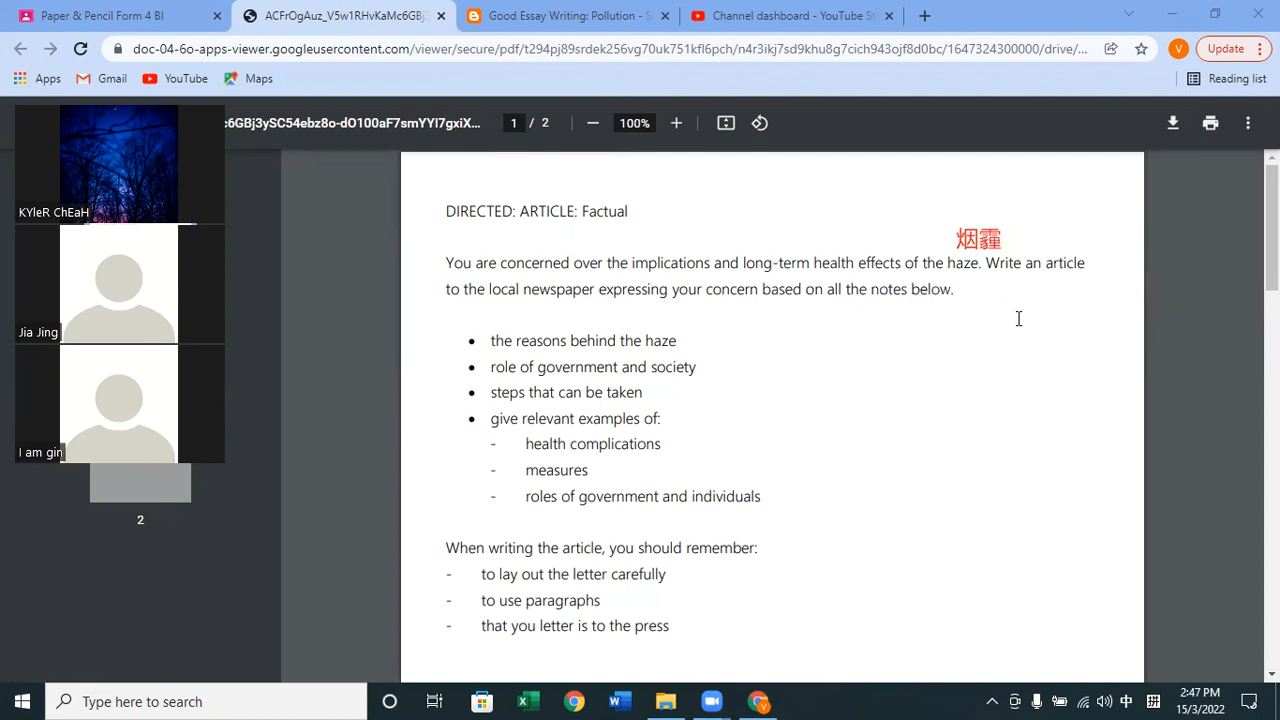 Paper & Pencil Form 4 BI
ACFrOgAuz_V5w1RHvKaMc6GBj3
Good Essay Writing: Pollution - S
Channel dashboard - YouTube St
doc-04-6o-apps-viewer.googleusercontent.com/viewer/secure/pdf/t294pj89srdek256vg70uk751kfl6pch/n4r3ikj7sd9khu8g7cich943ojf8d0bc/1647324300000/drive/...
V
Update
Apps
Gmail
YouTube
Maps
Reading list
c6GBj3ySC54ebz8o-dO100aF7smYYI7gxiX...
1 / 2
100%
KYleR ChEaH
Jia Jing
I am gin
2
DIRECTED: ARTICLE: Factual
烟霾
You are concerned over the implications and long-term health effects of the haze. Write an article
to the local newspaper expressing your concern based on all the notes below.
• the reasons behind the haze
• role of government and society
• steps that can be taken
• give relevant examples of:
- health complications
- measures
- roles of government and individuals
When writing the article, you should remember:
- to lay out the letter carefully
- to use paragraphs
- that you letter is to the press
Type here to search
中
拼
2:47 PM
15/3/2022